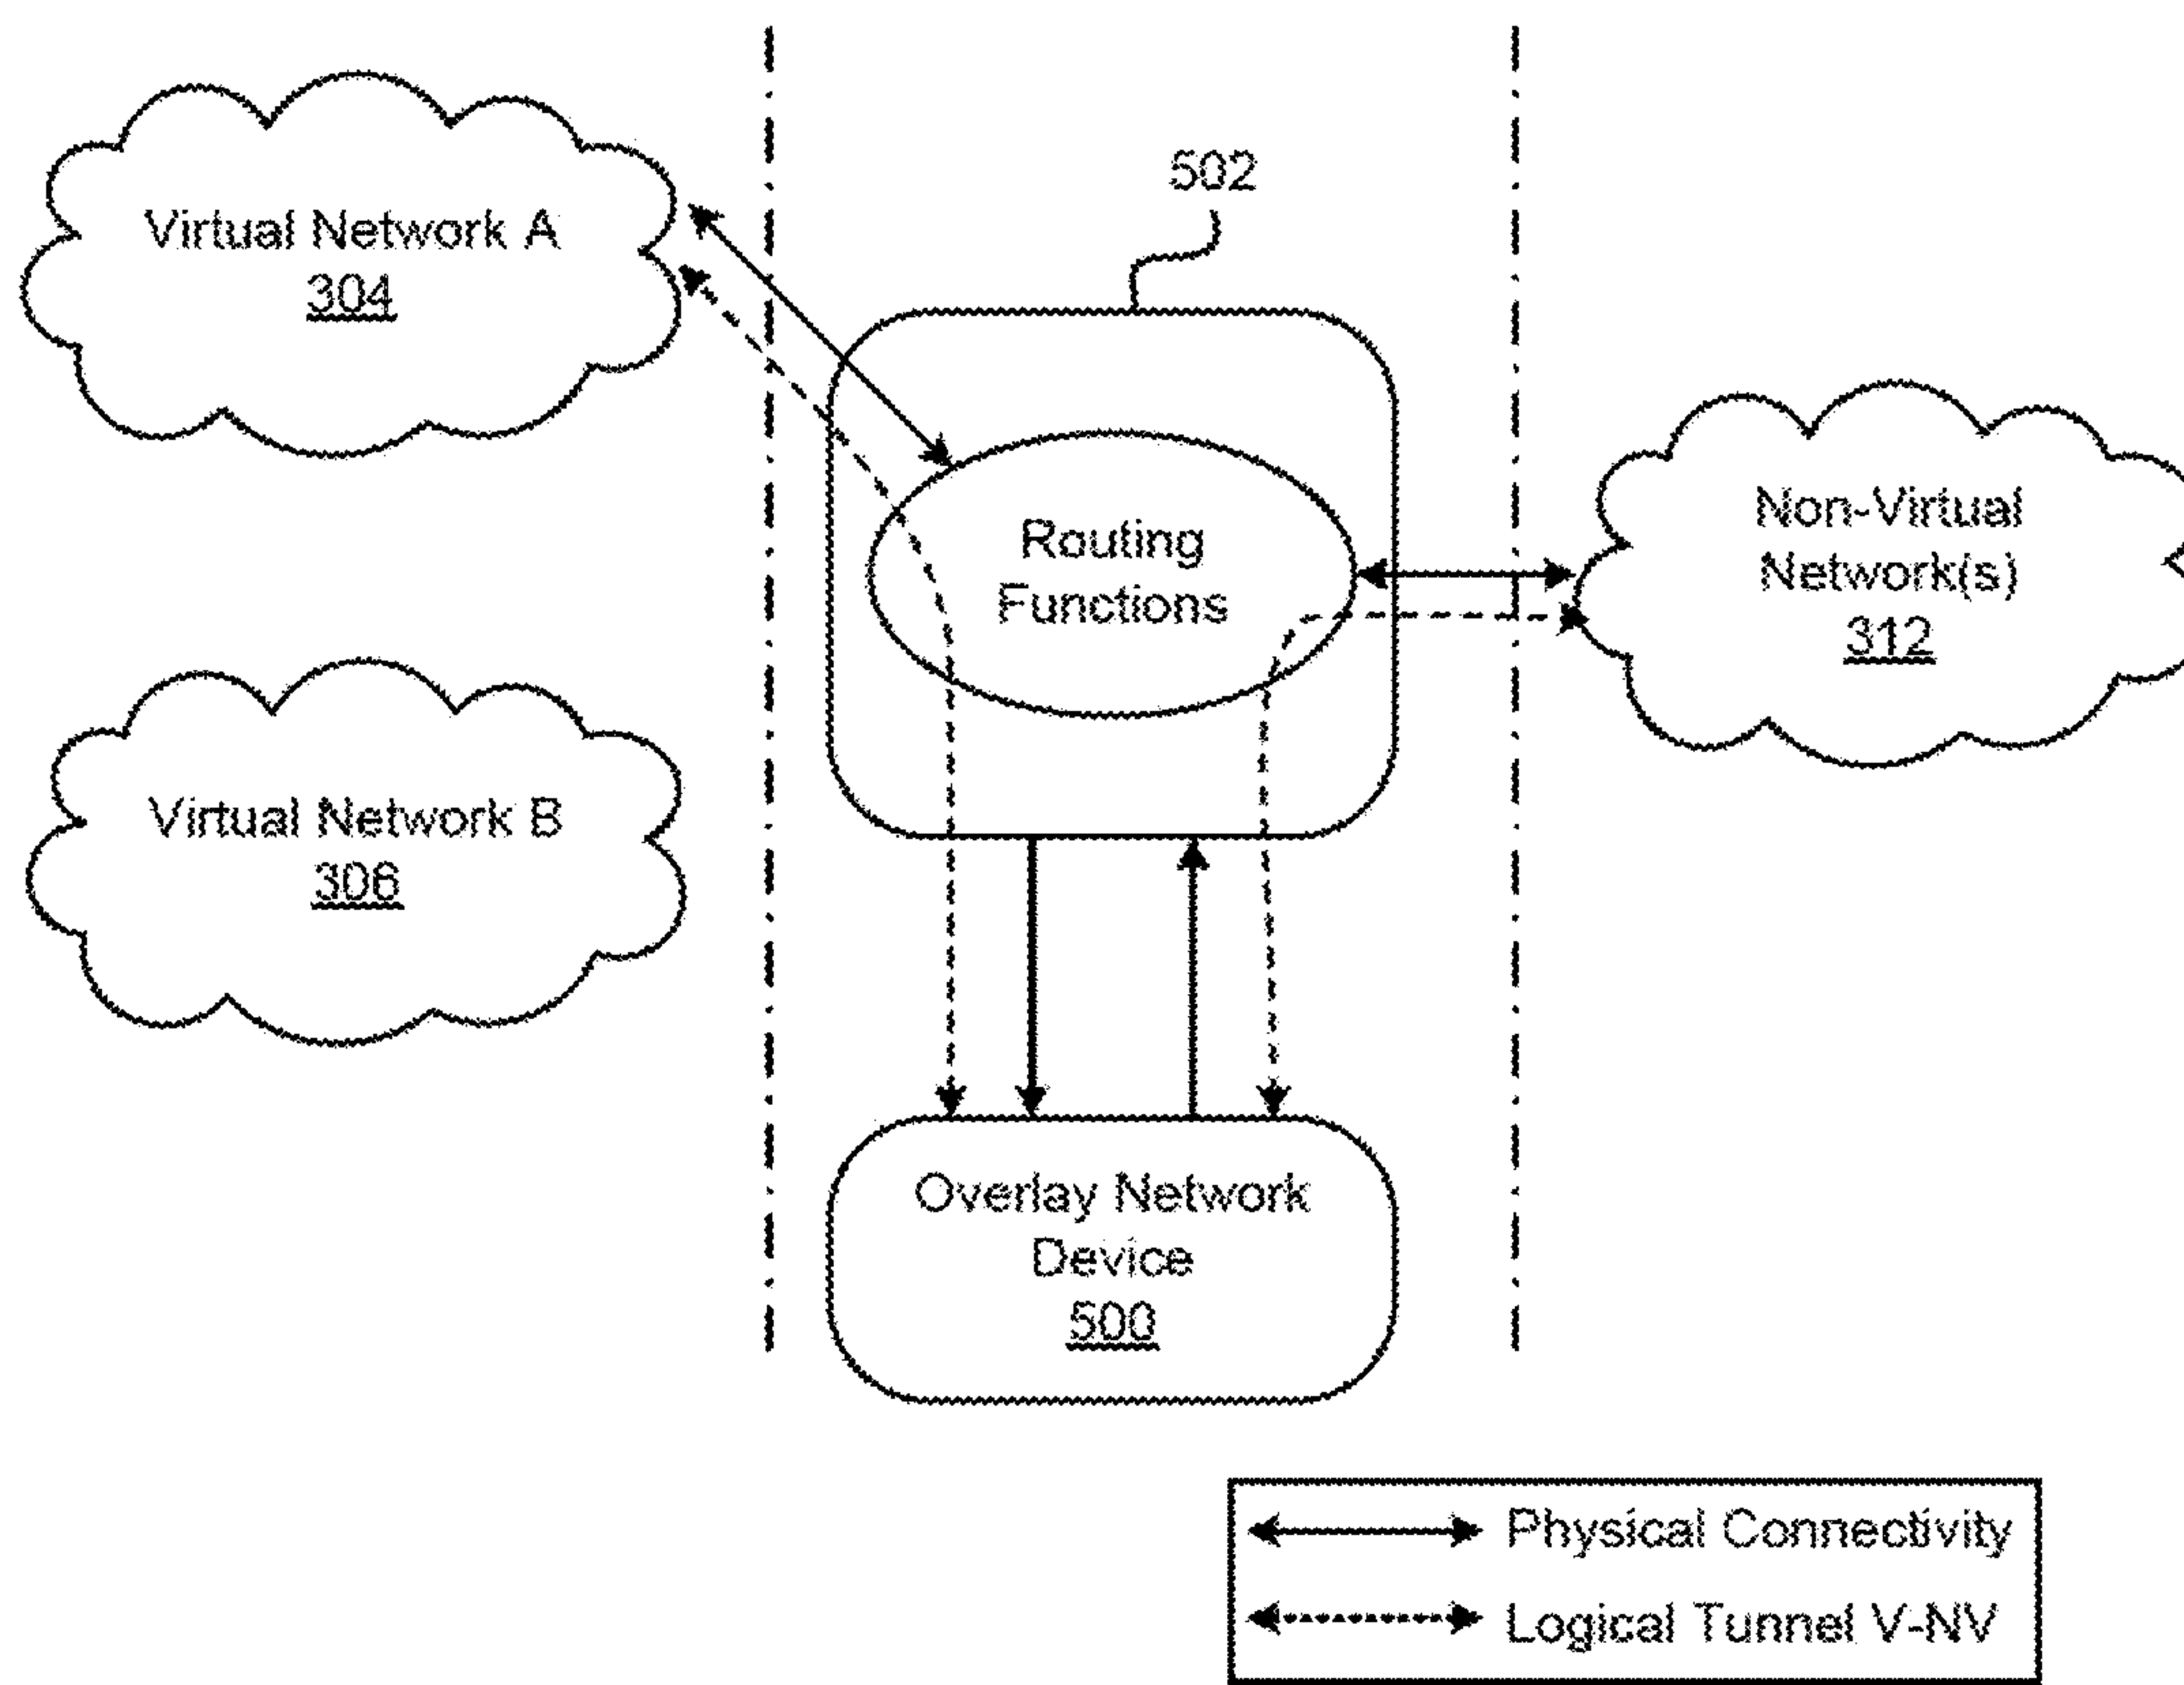 502
Virtual Network A
304
Routing
Functions
Non-Virtual
Network(s)
312
Virtual Network B
306
Overlay Network
Device
500
Physical Connectivity
Logical Tunnel V-NV